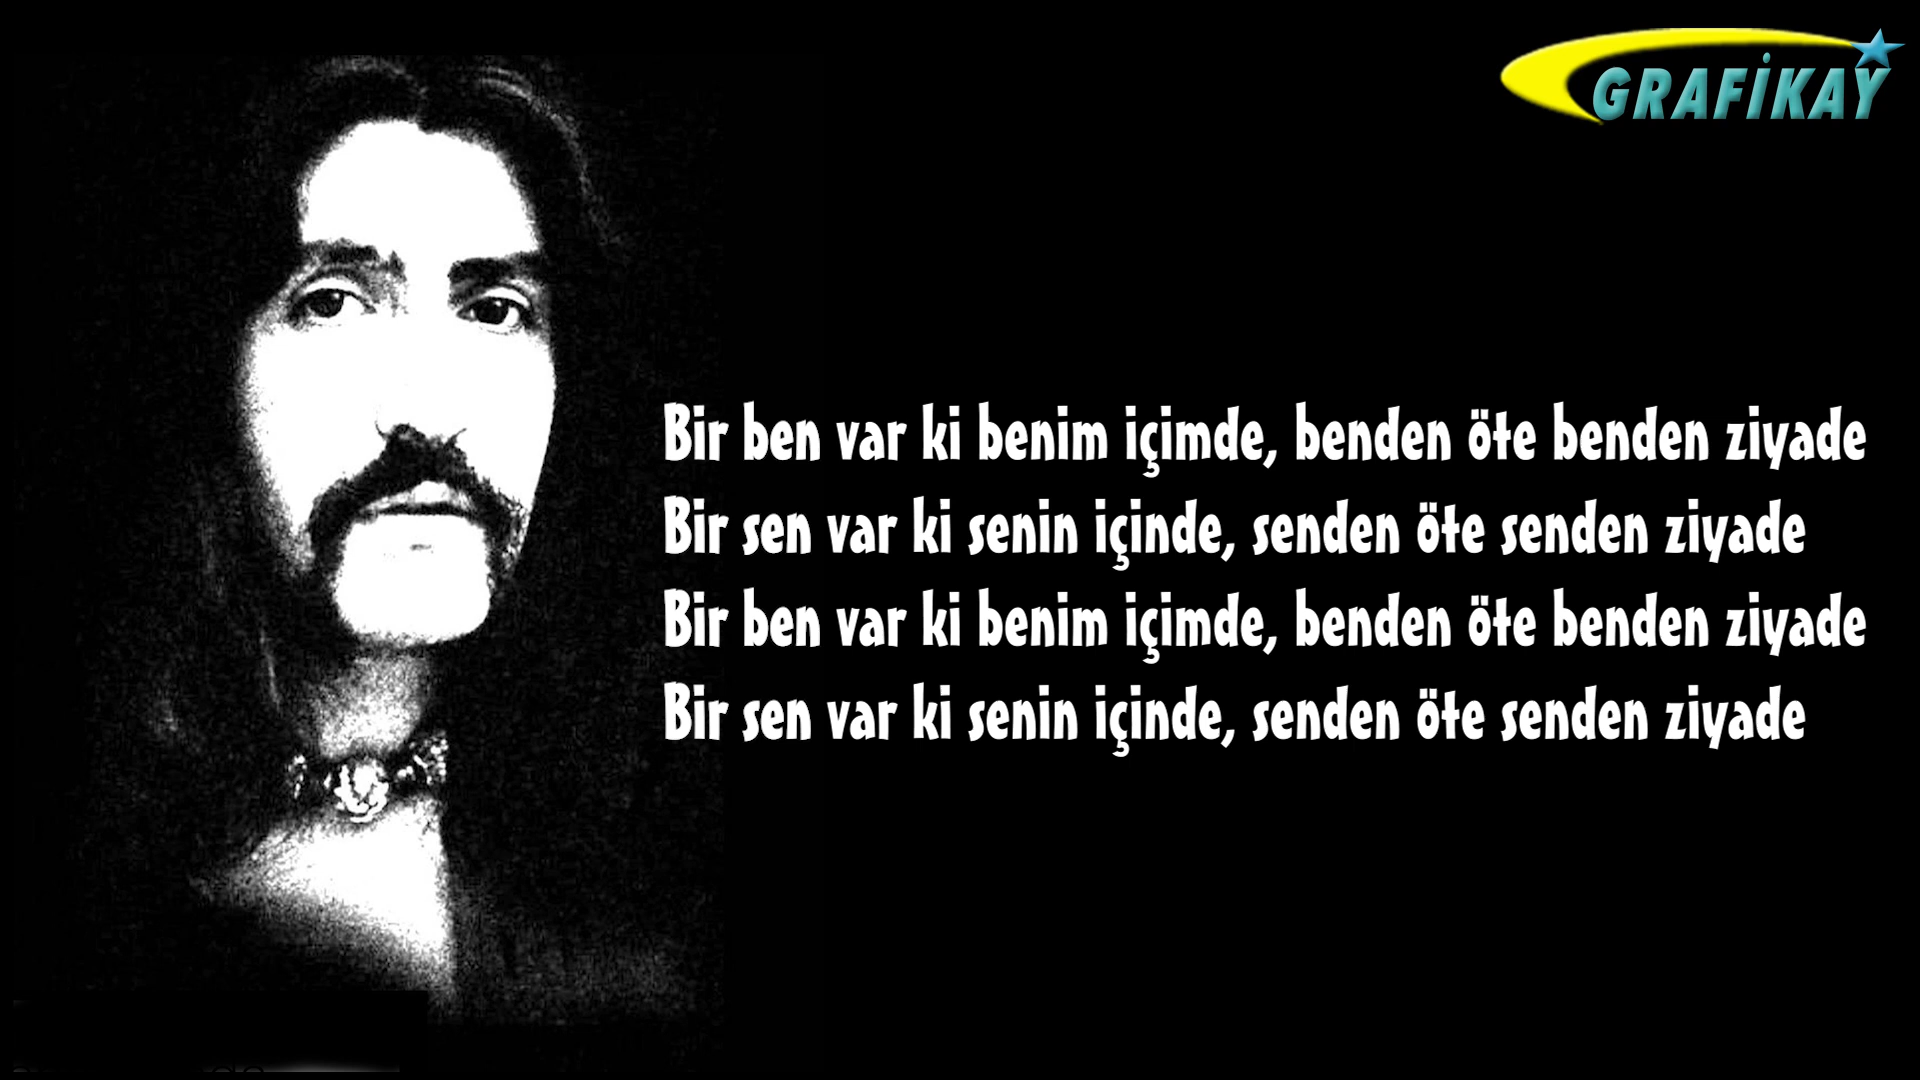 GRAFİKAY
Bir ben var ki benim içimde, benden öte benden ziyade
Bir sen var ki senin içinde, senden öte senden ziyade
Bir ben var ki benim içimde, benden öte benden ziyade
Bir sen var ki senin içinde, senden öte senden ziyade